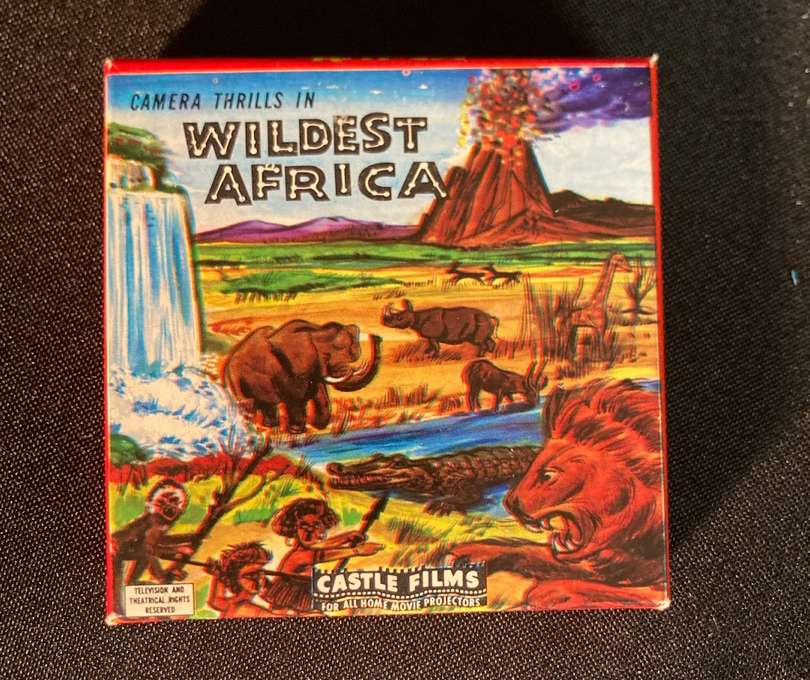 CAMERA THRILLS IN
WILDEST
AFRICA
CASTLE FILMS
FOR ALL HOME MOVIE PROJECTORS
TELEVISION AND
THEATRICAL RIGHTS
RESERVED